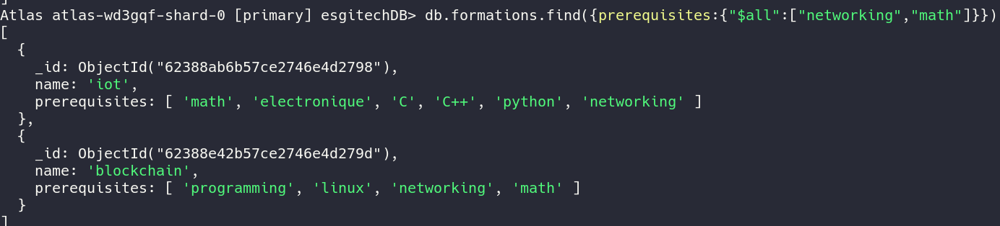 ]
Atlas atlas-wd3gqf-shard-0 [primary] esgitechDB> db.formations.find({prerequisites:{"$all":["networking","math"]}})
[
  {
    _id: ObjectId("62388ab6b57ce2746e4d2798"),
    name: 'iot',
    prerequisites: [ 'math', 'electronique', 'C', 'C++', 'python', 'networking' ]
  },
  {
    _id: ObjectId("62388e42b57ce2746e4d279d"),
    name: 'blockchain',
    prerequisites: [ 'programming', 'linux', 'networking', 'math' ]
  }
]